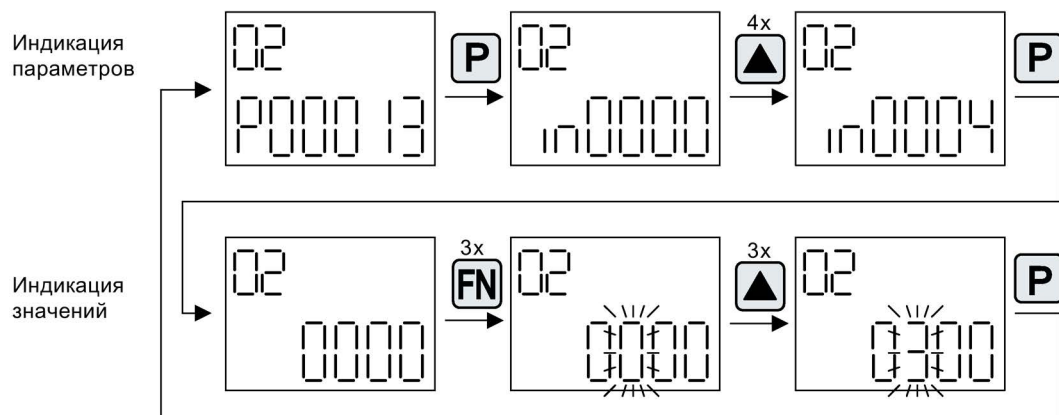 Индикация
параметров
02
P00013
P
02
in0000
4x
02
in0004
P
Индикация
значений
02
0000
3x
FN
02
0000
3x
02
0300
P